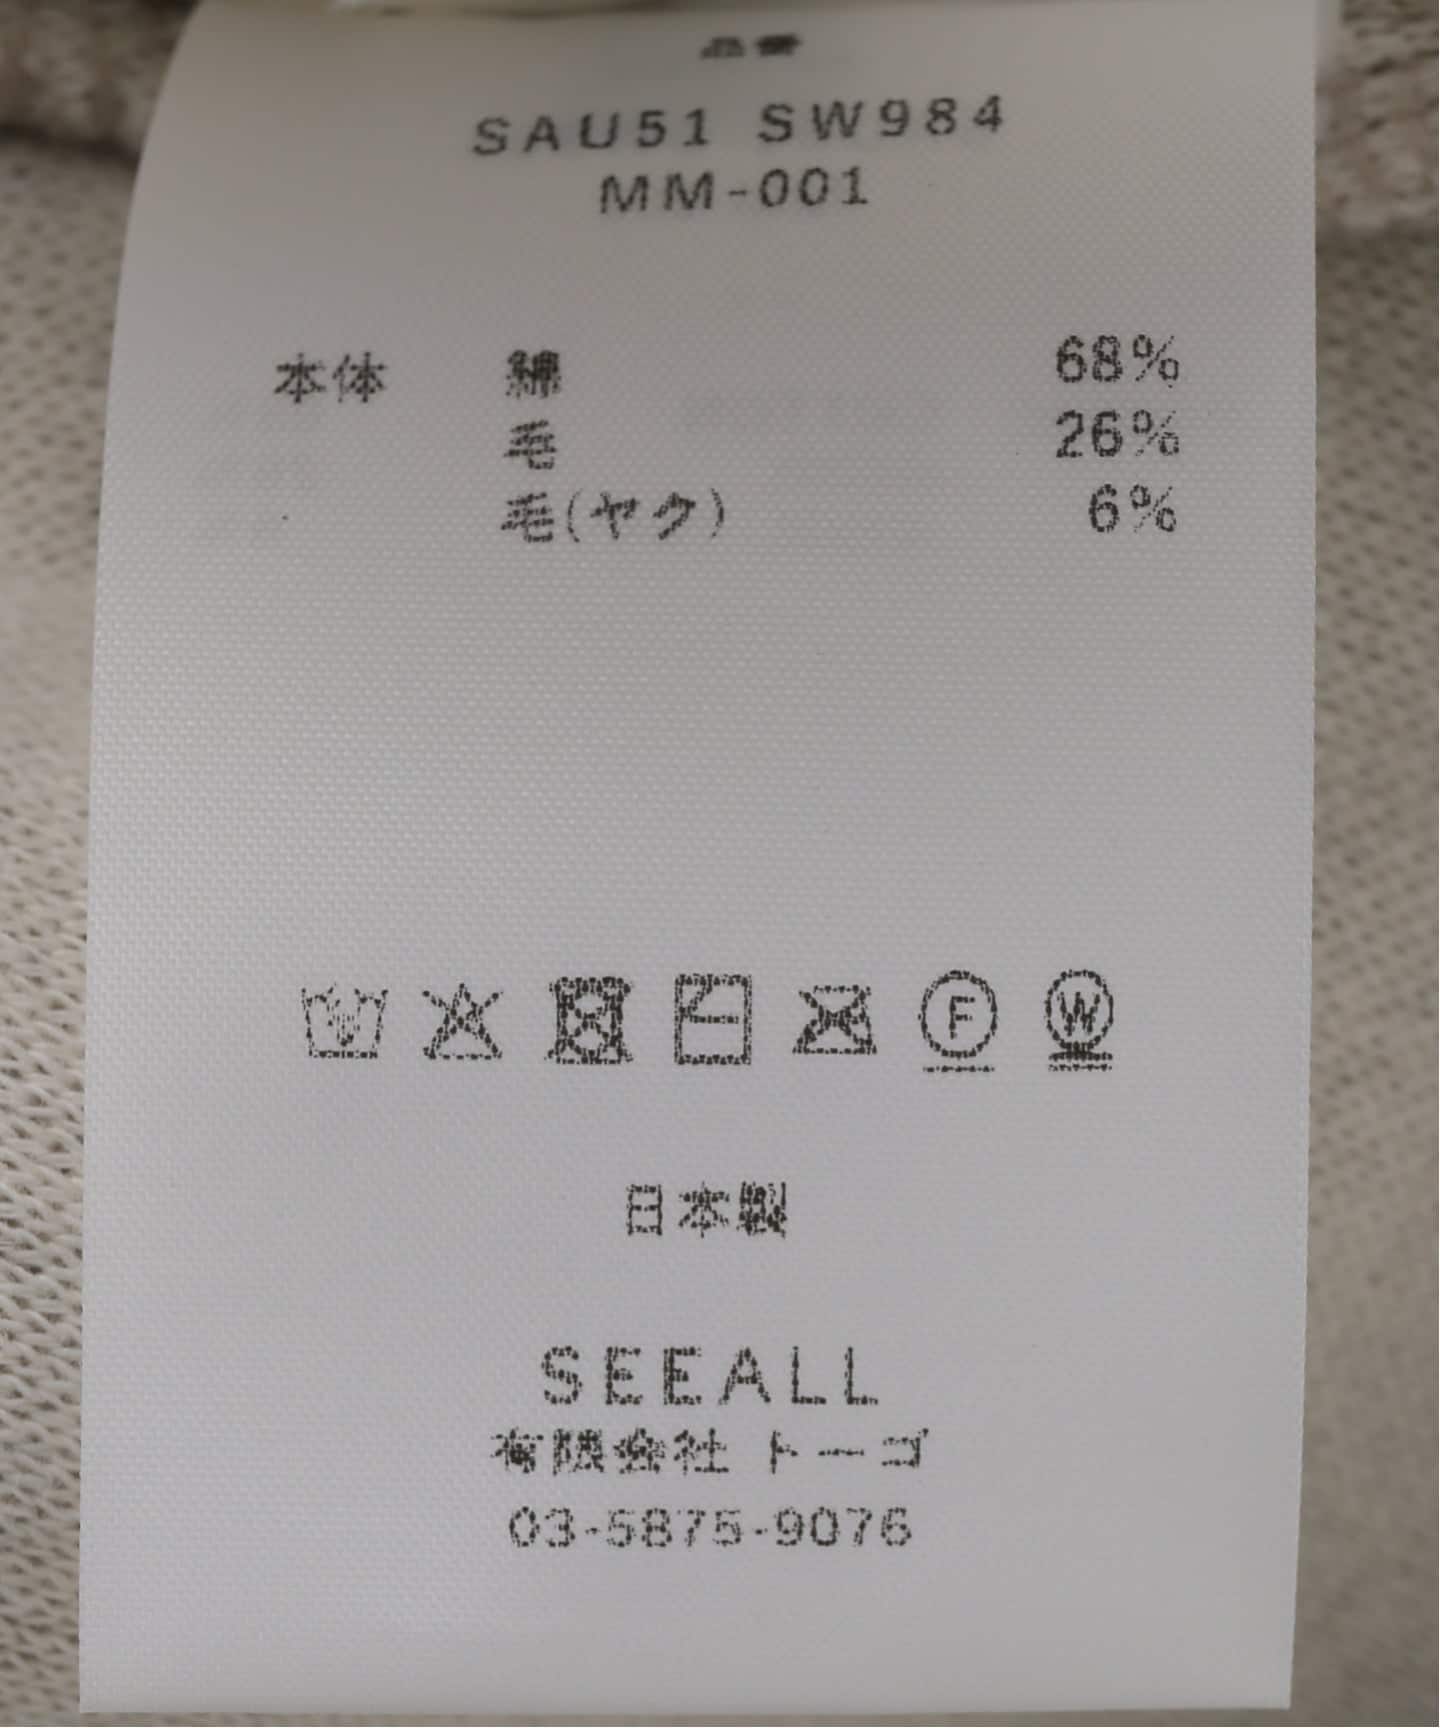 品番
SAU51 SW984
MM-001
本体 綿 68%
毛 26%
毛(ヤク) 6%
F W
日本製
SEEALL
有限会社 トーゴ
03-5875-9076